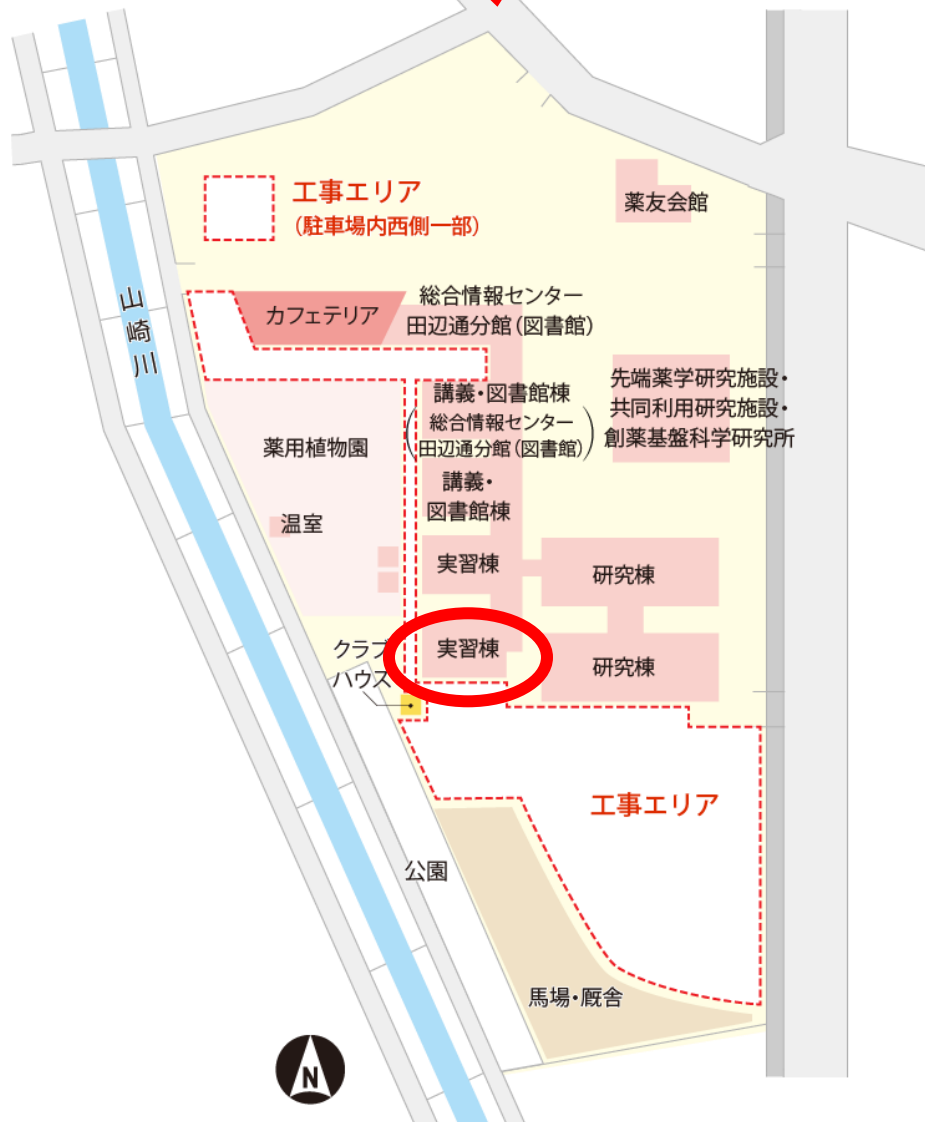 工事エリア
(駐車場内西側一部)
薬友会館
山崎川
カフェテリア
総合情報センター
田辺通分館(図書館)
講義・図書館棟
(総合情報センター
田辺通分館(図書館))
先端薬学研究施設・
共同利用研究施設・
創薬基盤科学研究所
薬用植物園
講義・
図書館棟
温室
実習棟
研究棟
クラブ
ハウス
実習棟
研究棟
工事エリア
公園
馬場・厩舎
N